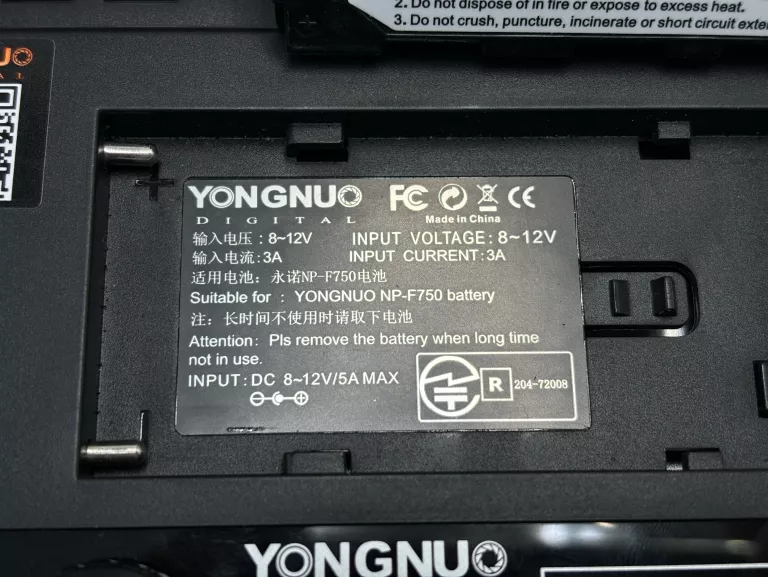 2. Do not dispose of in fire or expose to excess heat.
3. Do not crush, puncture, incinerate or short circuit exte
UO
AL
YONGNUO FC CE
DIGITAL Made in China
输入电压：8~12V INPUT VOLTAGE: 8~12V
输入电流:3A INPUT CURRENT:3A
适用电池：永诺NP-F750电池
Suitable for : YONGNUO NP-F750 battery
注：长时间不使用时请取下电池
Attention: Pls remove the battery when long time
not in use.
INPUT:DC 8~12V/5A MAX
R 204-72008
YONGNUO